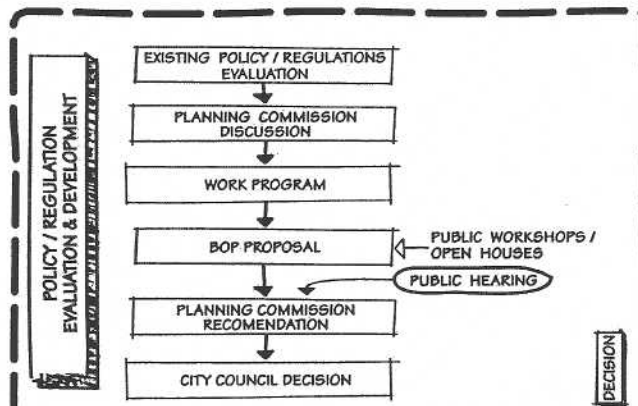 POLICY / REGULATION
EVALUATION & DEVELOPMENT
EXISTING POLICY / REGULATIONS
EVALUATION
PLANNING COMMISSION
DISCUSSION
WORK PROGRAM
BOP PROPOSAL
PUBLIC WORKSHOPS /
OPEN HOUSES
PUBLIC HEARING
PLANNING COMMISSION
RECOMENDATION
CITY COUNCIL DECISION
DECISION